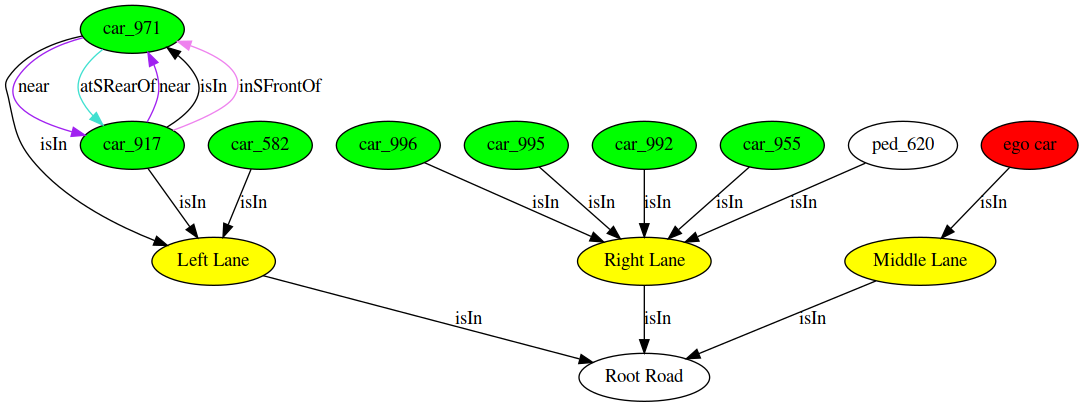 car_971
near
atSRearOf
near
isIn
inSFrontOf
isIn
car_917
car_582
car_996
car_995
car_992
car_955
ped_620
ego car
isIn
isIn
isIn
isIn
isIn
isIn
isIn
isIn
Left Lane
Right Lane
Middle Lane
isIn
isIn
isIn
Root Road